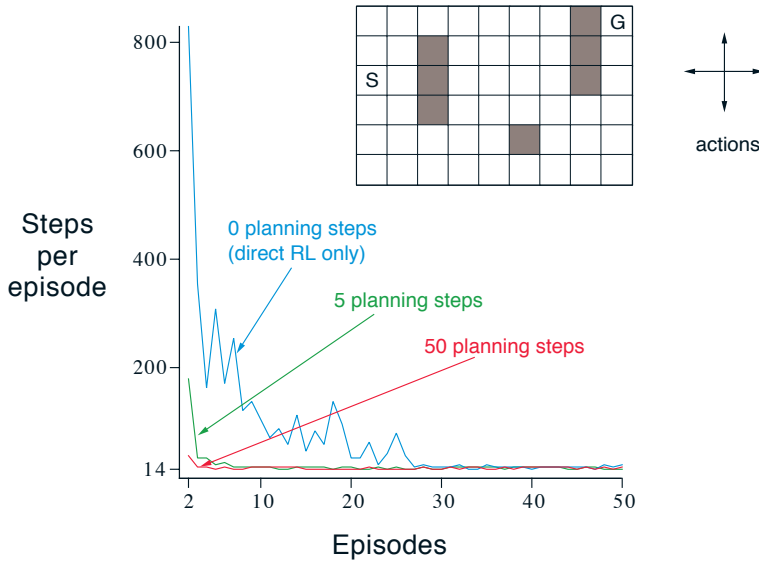 800
600
400
200
14
Steps
per
episode
2
10
20
30
40
50
Episodes
0 planning steps
(direct RL only)
5 planning steps
50 planning steps
G
S
actions